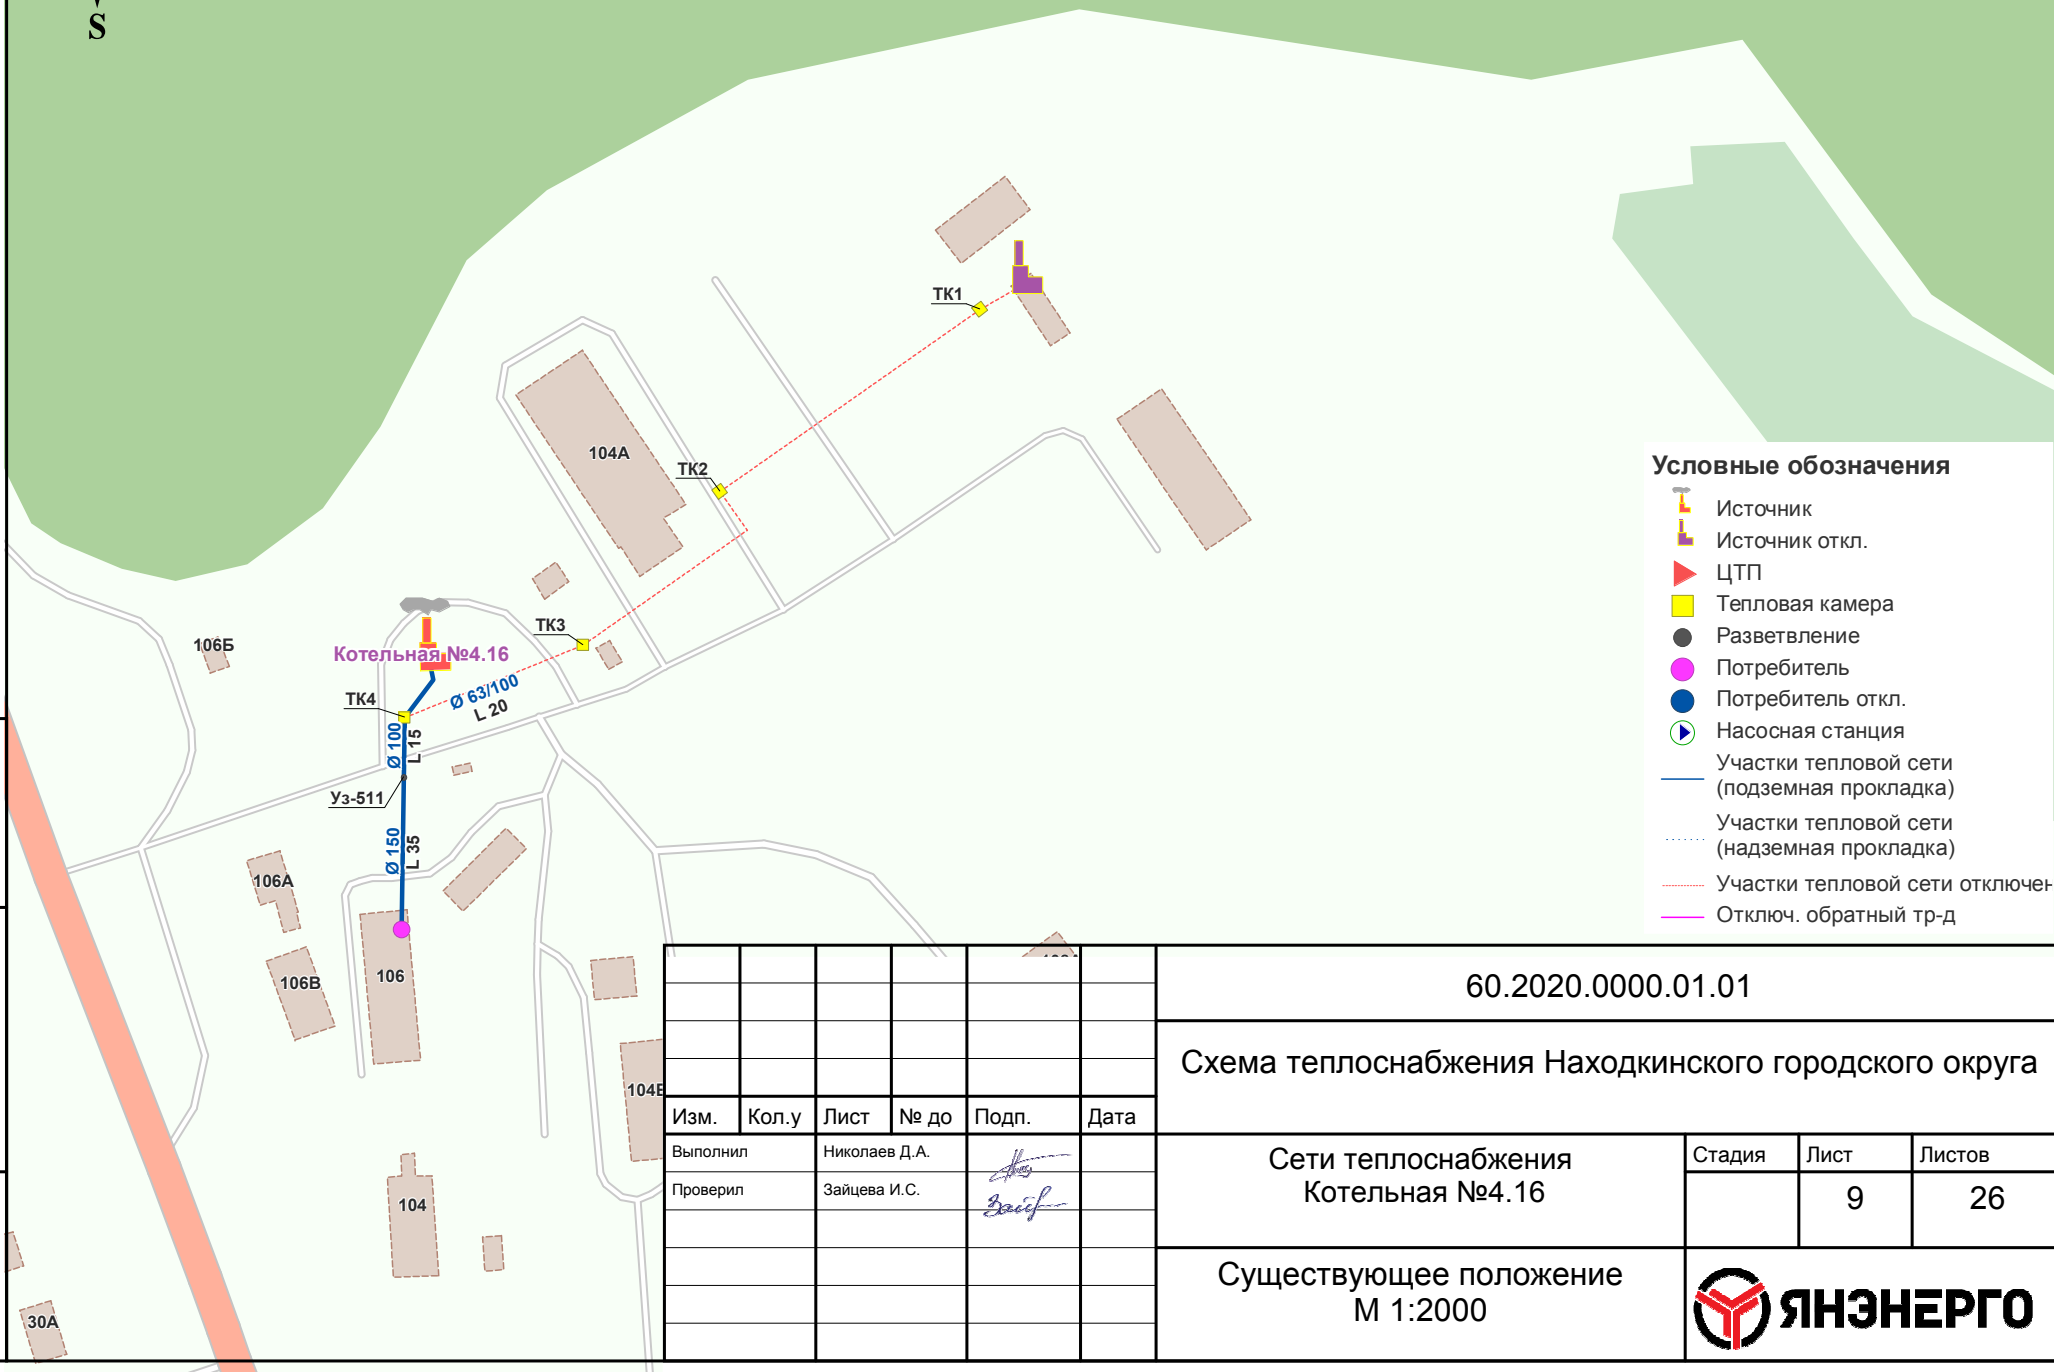 S
ТК1
104А
ТК2
ТК3
106Б
Котельная №4.16
ТК4
Ø 63/100
L 20
Ø 100
L 15
Уз-511
Ø 150
L 35
106А
106В
106
104
30А
Условные обозначения
Источник
Источник откл.
ЦТП
Тепловая камера
Разветвление
Потребитель
Потребитель откл.
Насосная станция
Участки тепловой сети
(подземная прокладка)
Участки тепловой сети
(надземная прокладка)
Участки тепловой сети отключен
Отключ. обратный тр-д
60.2020.0000.01.01
Схема теплоснабжения Находкинского городского округа
Изм. Кол.у Лист № до Подп. Дата
Выполнил Николаев Д.А.
Проверил Зайцева И.С.
Сети теплоснабжения
Котельная №4.16
Стадия Лист Листов
9 26
Существующее положение
М 1:2000
ЯНЭНЕРГО